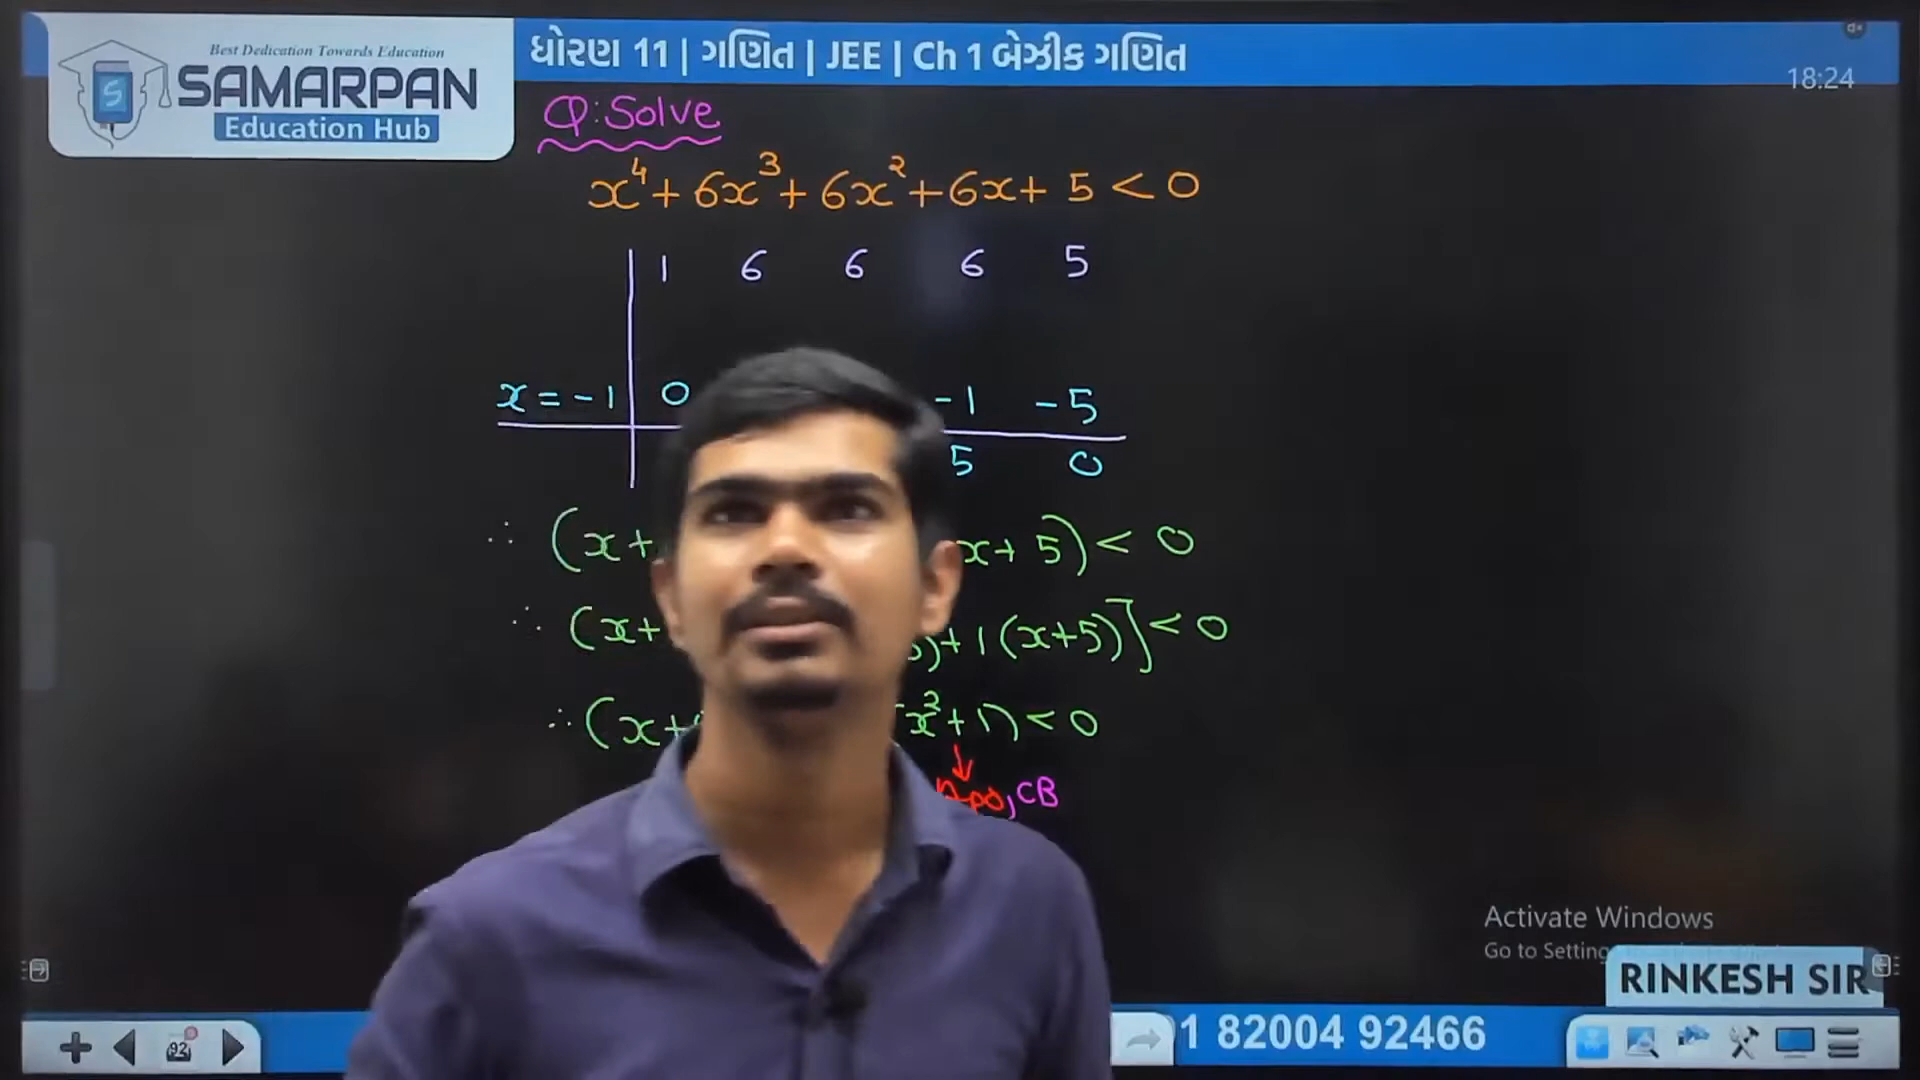 Best Dedication Towards Education
SAMARPAN
Education Hub
ધોરણ 11 | ગણિત | JEE | Ch 1 બેઝીક ગણિત
18:24
Q: Solve
x⁴ + 6x³ + 6x² + 6x + 5 < 0
1 6 6 6 5
x = -1 0 -1 -5
5 0
∴ (x+ x + 5) < 0
∴ (x+ )+ 1(x+5)] < 0
∴ (x+ x²+1) < 0
↓
CB
Activate Windows
Go to Setting
RINKESH SIR
92
1 82004 92466